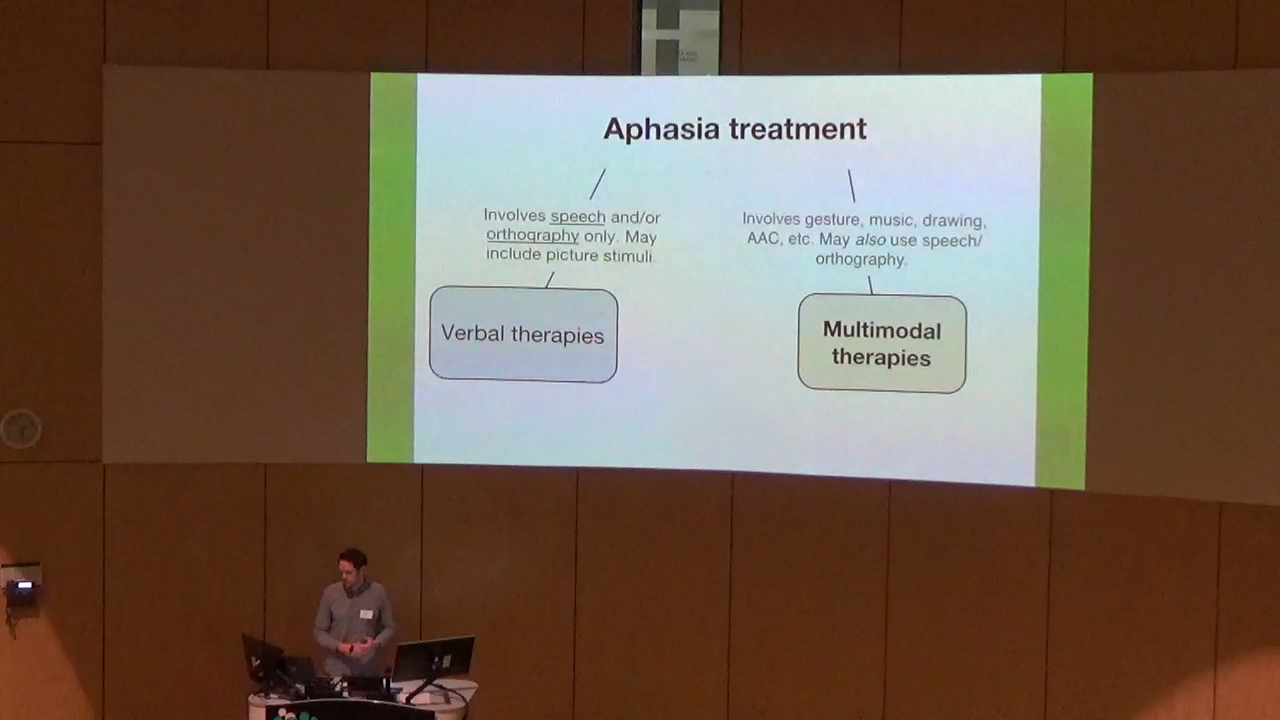 Aphasia treatment
Involves speech and/or
orthography only. May
include picture stimuli.
Verbal therapies
Involves gesture, music, drawing,
AAC, etc. May also use speech/
orthography.
Multimodal
therapies